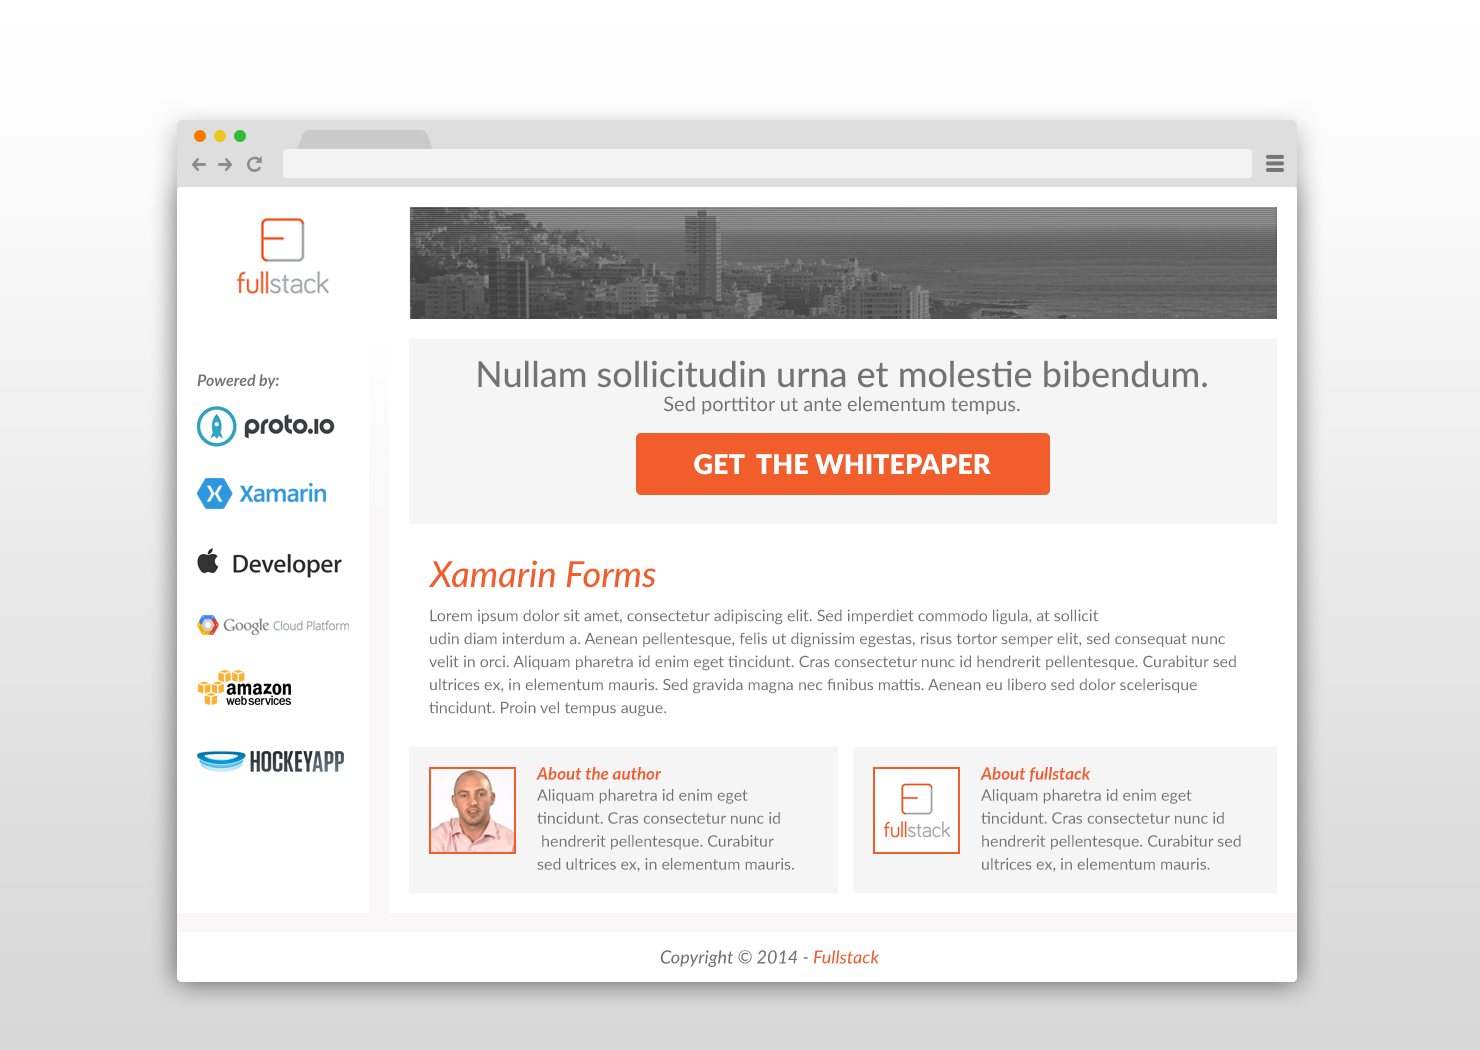 fullstack
Powered by:
proto.io
Xamarin
Developer
Google Cloud Platform
amazon
web services
HOCKEYAPP
Nullam sollicitudin urna et molestie bibendum.
Sed porttitor ut ante elementum tempus.
GET THE WHITEPAPER
Xamarin Forms
Lorem ipsum dolor sit amet, consectetur adipiscing elit. Sed imperdiet commodo ligula, at sollicit
udin diam interdum a. Aenean pellentesque, felis ut dignissim egestas, risus tortor semper elit, sed consequat nunc
velit in orci. Aliquam pharetra id enim eget tincidunt. Cras consectetur nunc id hendrerit pellentesque. Curabitur sed
ultrices ex, in elementum mauris. Sed gravida magna nec finibus mattis. Aenean eu libero sed dolor scelerisque
tincidunt. Proin vel tempus augue.
About the author
Aliquam pharetra id enim eget
tincidunt. Cras consectetur nunc id
hendrerit pellentesque. Curabitur
sed ultrices ex, in elementum mauris.
fullstack
About fullstack
Aliquam pharetra id enim eget
tincidunt. Cras consectetur nunc id
hendrerit pellentesque. Curabitur sed
ultrices ex, in elementum mauris.
Copyright © 2014 - Fullstack